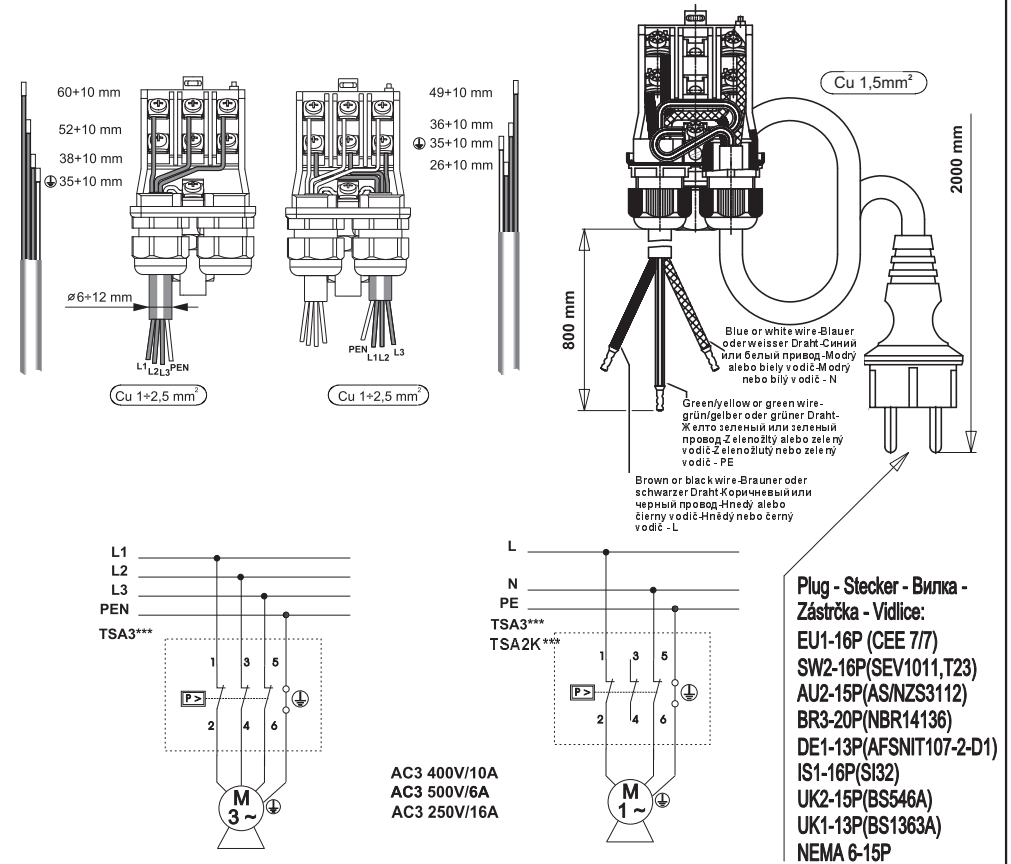 60+10 mm
52+10 mm
38+10 mm
35+10 mm
ø6÷12 mm
L1 L2 L3 PEN
Cu 1÷2,5 mm²
49+10 mm
36+10 mm
35+10 mm
26+10 mm
PEN L1 L2 L3
Cu 1÷2,5 mm²
Cu 1,5mm²
2000 mm
800 mm
Blue or white wire-Blauer
oder weisser Draht-Синий
или белый привод-Modrý
alebo biely vodič-Modrý
nebo bílý vodič - N
Green/yellow or green wire-
grün/gelber oder grüner Draht-
Желто зеленый или зеленый
провод-Zelenožltý alebo zelený
vodič-Zelenožlutý nebo zelený
vodič - PE
Brown or black wire-Brauner oder
schwarzer Draht-Коричневый или
черный провод-Hnedý alebo
čierny vodič-Hnědý nebo černý
vodič - L
L1
L2
L3
PEN
TSA3***
1 3 5
P >
2 4 6
M
3 ~
AC3 400V/10A
AC3 500V/6A
AC3 250V/16A
L
N
PE
TSA3***
TSA2K***
1 3 5
P >
2 4 6
M
1 ~
Plug - Stecker - Вилка -
Zástrčka - Vidlice:
EU1-16P (CEE 7/7)
SW2-16P(SEV1011,T23)
AU2-15P(AS/NZS3112)
BR3-20P(NBR14136)
DE1-13P(AFSNIT107-2-D1)
IS1-16P(SI32)
UK2-15P(BS546A)
UK1-13P(BS1363A)
NEMA 6-15P